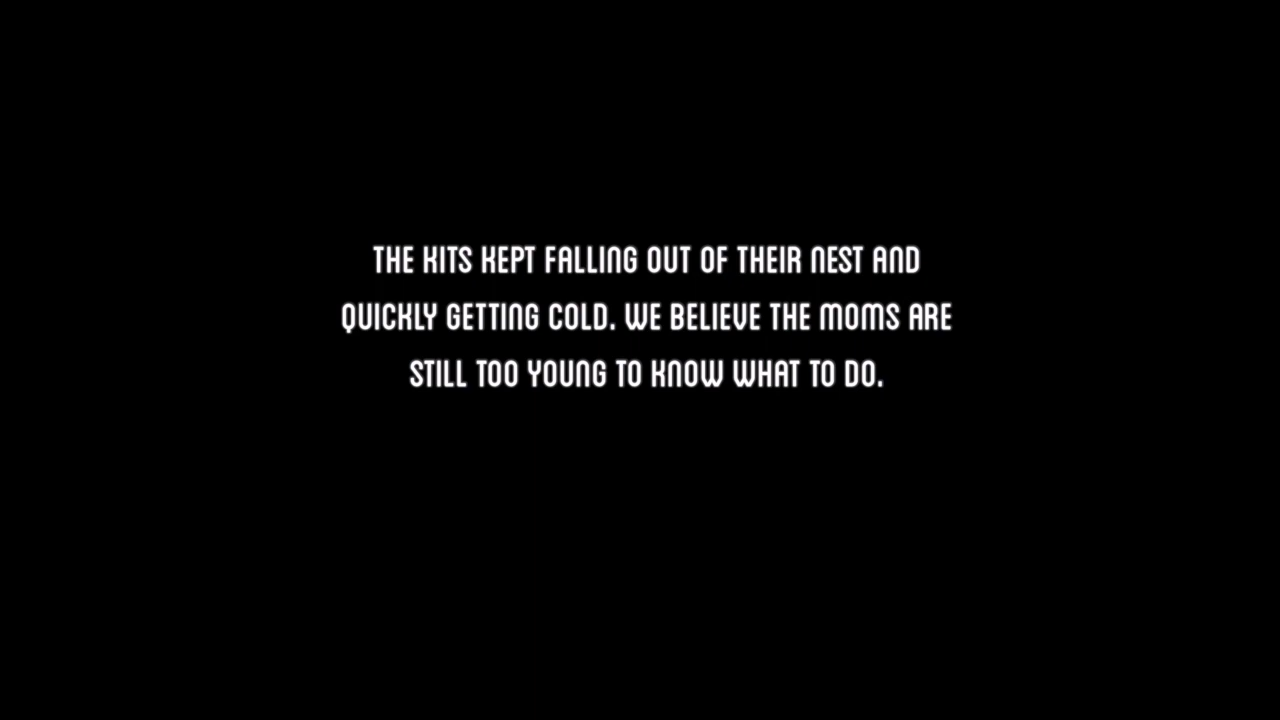 THE KITS KEPT FALLING OUT OF THEIR NEST AND
QUICKLY GETTING COLD. WE BELIEVE THE MOMS ARE
STILL TOO YOUNG TO KNOW WHAT TO DO.